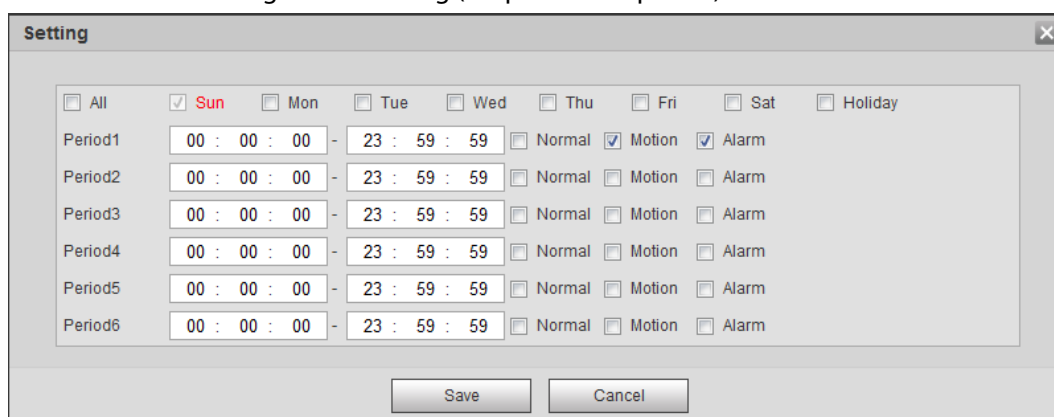 Setting
All Sun Mon Tue Wed Thu Fri Sat Holiday
Period1 00 : 00 : 00 - 23 : 59 : 59 Normal Motion Alarm
Period2 00 : 00 : 00 - 23 : 59 : 59 Normal Motion Alarm
Period3 00 : 00 : 00 - 23 : 59 : 59 Normal Motion Alarm
Period4 00 : 00 : 00 - 23 : 59 : 59 Normal Motion Alarm
Period5 00 : 00 : 00 - 23 : 59 : 59 Normal Motion Alarm
Period6 00 : 00 : 00 - 23 : 59 : 59 Normal Motion Alarm
Save Cancel